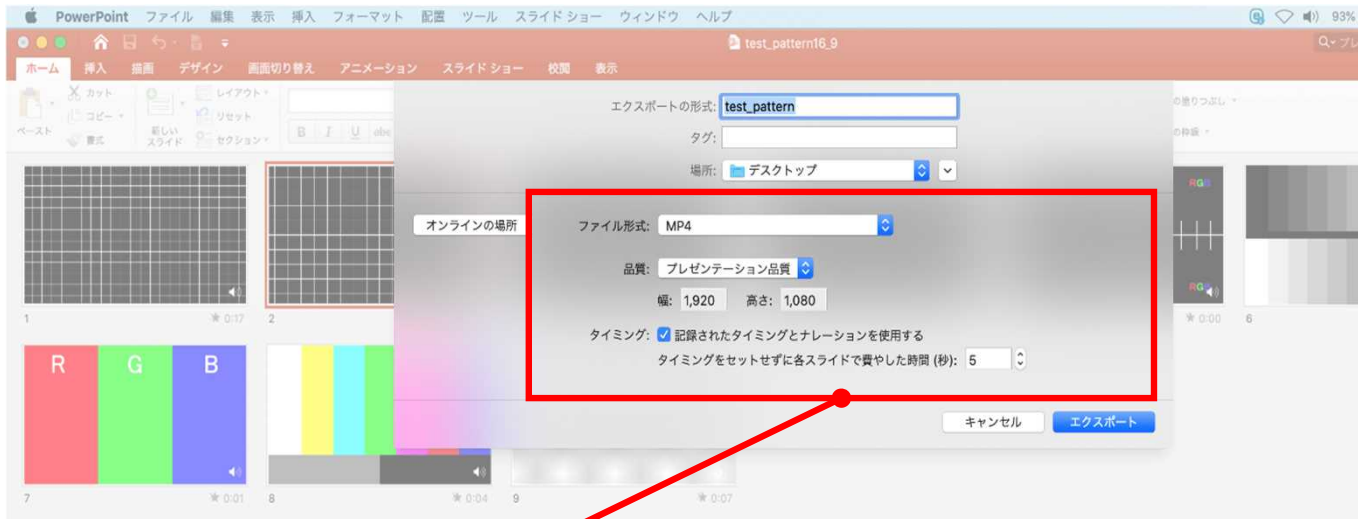 PowerPoint ファイル 編集 表示 挿入 フォーマット 配置 ツール スライド ショー ウィンドウ ヘルプ 93%
test_pattern16_9
ホーム 挿入 描画 デザイン 画面切り替え アニメーション スライド ショー 校閲 表示
ペースト カット コピー 書式 新しいスライド レイアウト リセット セクション
B I U abc
エクスポートの形式: test_pattern
タグ:
場所: デスクトップ
オンラインの場所 ファイル形式: MP4
品質: プレゼンテーション品質
幅: 1,920 高さ: 1,080
タイミング: 記録されたタイミングとナレーションを使用する
タイミングをセットせずに各スライドで費やした時間 (秒): 5
キャンセル エクスポート
の塗りつぶし
の枠線
RGB
1 0:17 2 0:00 6
R G B
7 0:01 8 0:04 9 0:07